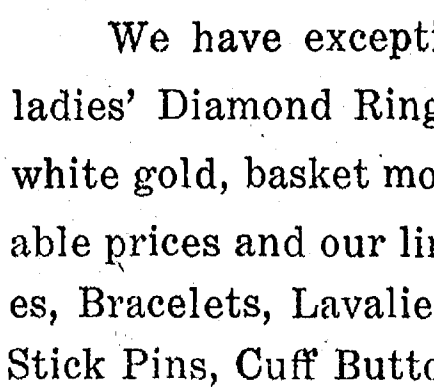 We have excepti
ladies' Diamond Ring
white gold, basket mo
able prices and our li
es, Bracelets, Lavalie
Stick Pins, Cuff Butto